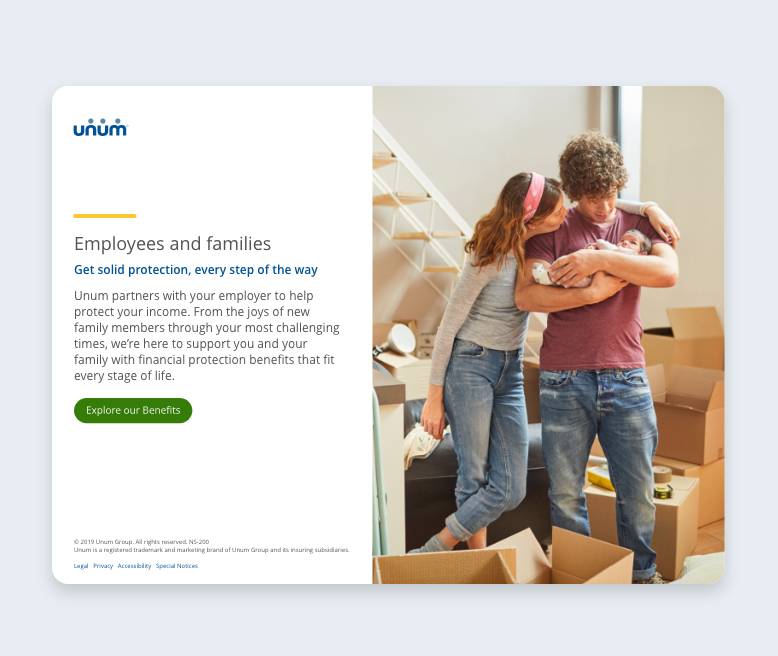 unum
Employees and families
Get solid protection, every step of the way
Unum partners with your employer to help
protect your income. From the joys of new
family members through your most challenging
times, we’re here to support you and your
family with financial protection benefits that fit
every stage of life.
Explore our Benefits
© 2019 Unum Group. All rights reserved, NS-200
Unum is a registered trademark and marketing brand of Unum Group and its insuring subsidiaries.
Legal Privacy Accessibility Special Notices